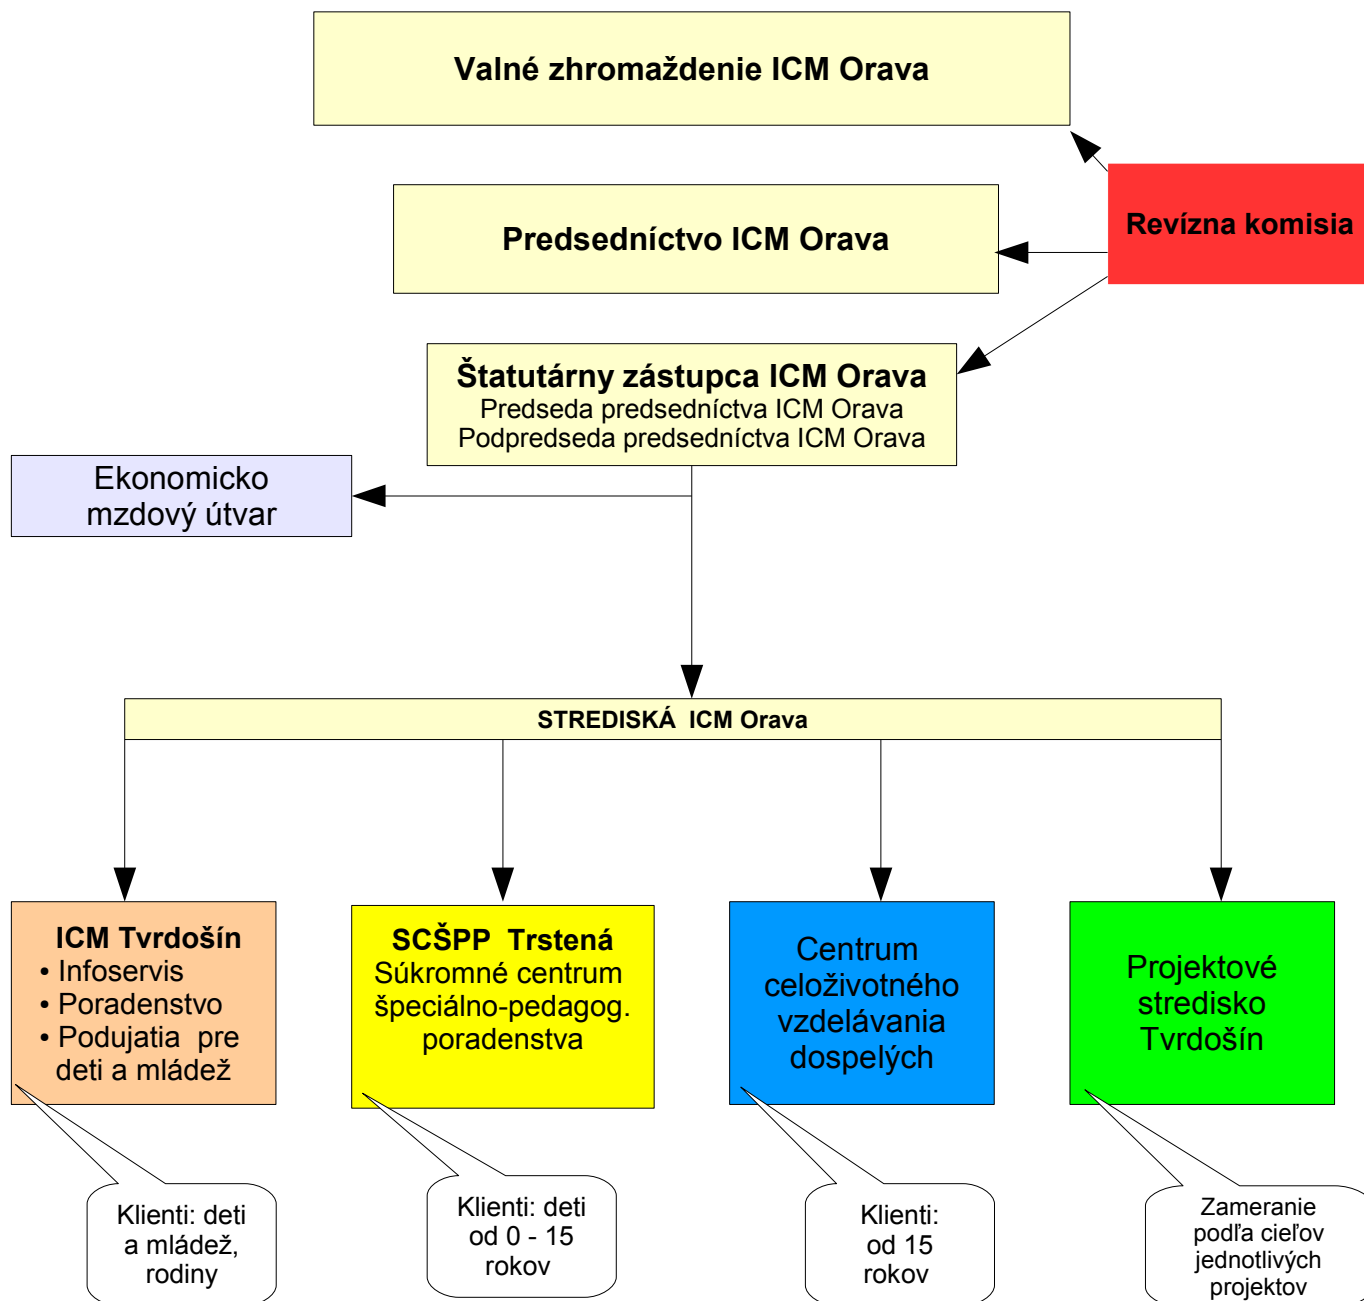 Valné zhromaždenie ICM Orava
Revízna komisia
Predsedníctvo ICM Orava
Štatutárny zástupca ICM Orava
Predseda predsedníctva ICM Orava
Podpredseda predsedníctva ICM Orava
Ekonomicko
mzdový útvar
STREDISKÁ ICM Orava
ICM Tvrdošín
• Infoservis
• Poradenstvo
• Podujatia pre
deti a mládež
SCŠPP Trstená
Súkromné centrum
špeciálno-pedagog.
poradenstva
Centrum
celoživotného
vzdelávania
dospelých
Projektové
stredisko
Tvrdošín
Klienti: deti
a mládež,
rodiny
Klienti: deti
od 0 - 15
rokov
Klienti:
od 15
rokov
Zameranie
podľa cieľov
jednotlivých
projektov